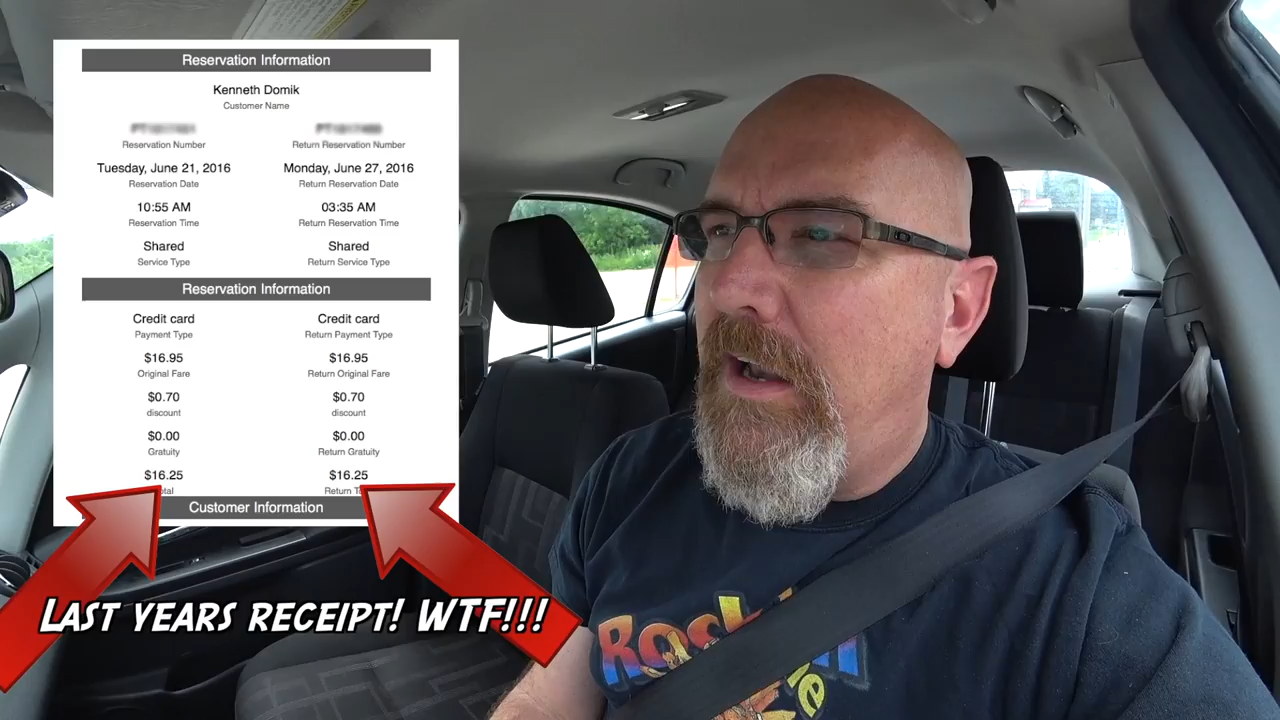 Reservation Information
Kenneth Domik
Customer Name
Reservation Number Return Reservation Number
Tuesday, June 21, 2016 Monday, June 27, 2016
Reservation Date Return Reservation Date
10:55 AM 03:35 AM
Reservation Time Return Reservation Time
Shared Shared
Service Type Return Service Type
Reservation Information
Credit card Credit card
Payment Type Return Payment Type
$16.95 $16.95
Original Fare Return Original Fare
$0.70 $0.70
discount discount
$0.00 $0.00
Gratuity Return Gratuity
$16.25 $16.25
Return
Customer Information
LAST YEARS RECEIPT! WTF!!!